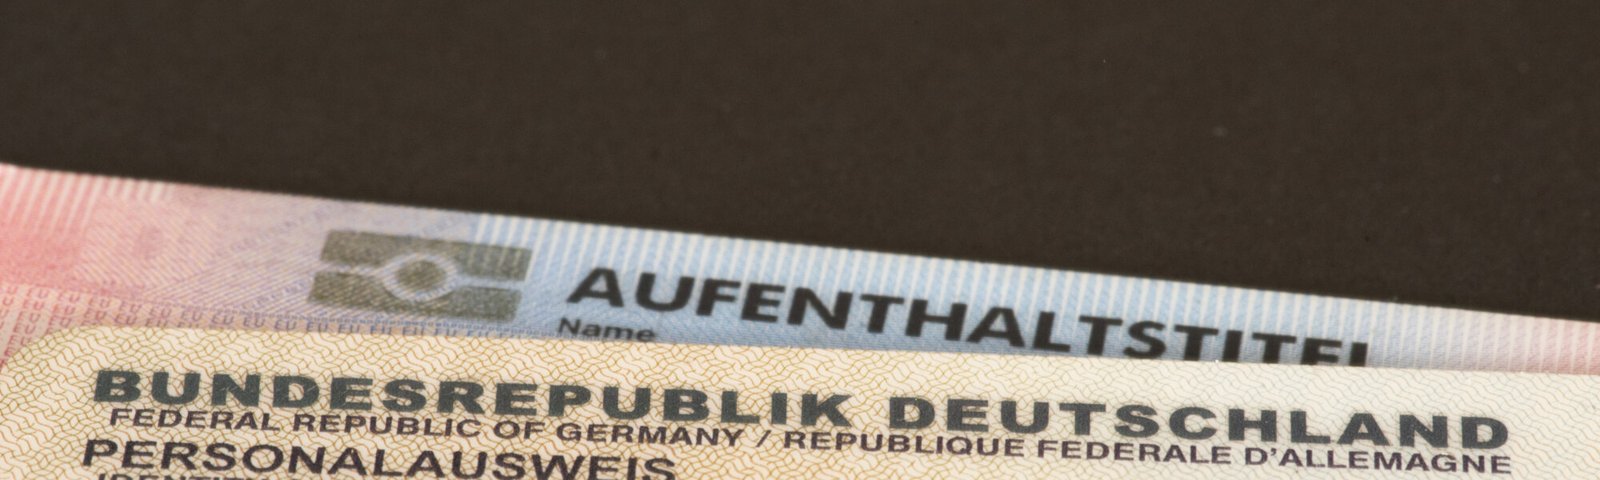 AUFENTHALTSTITEL
Name
BUNDESREPUBLIK DEUTSCHLAND
FEDERAL REPUBLIC OF GERMANY / REPUBLIQUE FEDERALE D'ALLEMAGNE
PERSONALAUSWEIS